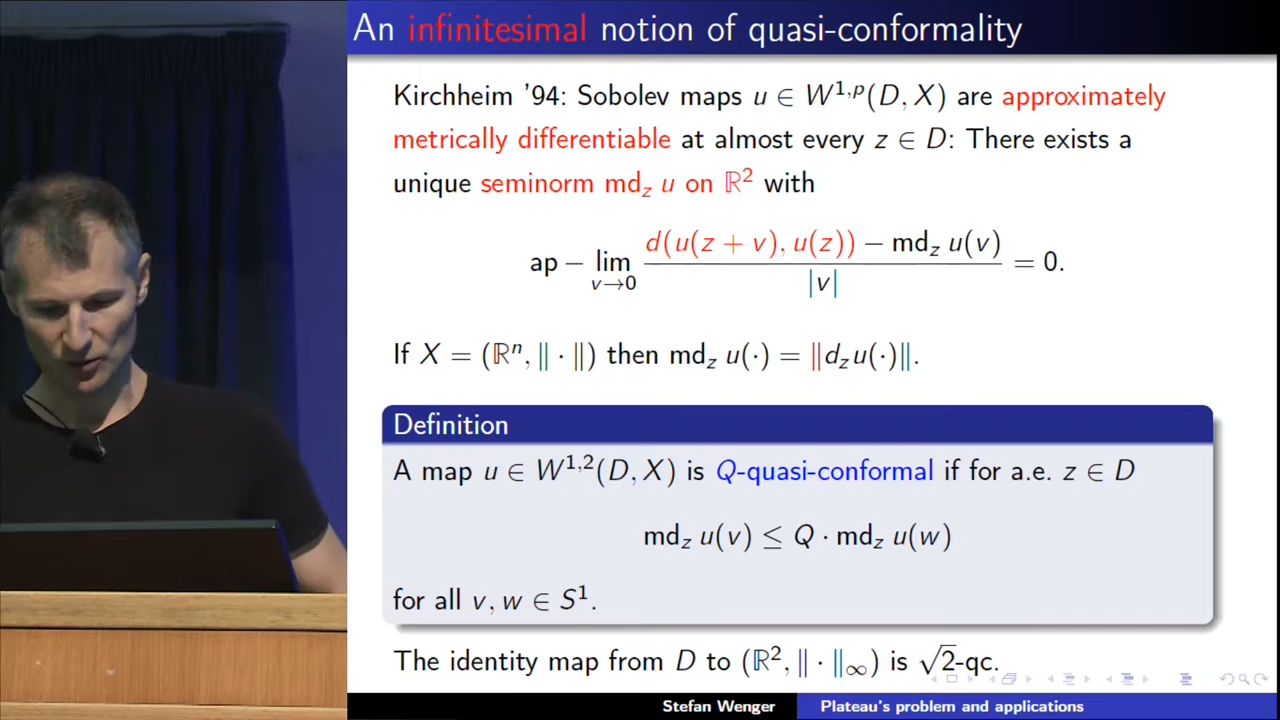 An infinitesimal notion of quasi-conformality
Kirchheim '94: Sobolev maps u ∈ W^{1,p}(D, X) are approximately
metrically differentiable at almost every z ∈ D: There exists a
unique seminorm md_z u on ℝ² with
ap − lim_{v→0} (d(u(z + v), u(z)) − md_z u(v)) / |v| = 0.
If X = (ℝⁿ, ‖ · ‖) then md_z u(·) = ‖d_z u(·)‖.
Definition
A map u ∈ W^{1,2}(D, X) is Q-quasi-conformal if for a.e. z ∈ D
md_z u(v) ≤ Q · md_z u(w)
for all v, w ∈ S¹.
The identity map from D to (ℝ², ‖ · ‖_∞) is √2-qc.
Stefan Wenger
Plateau's problem and applications